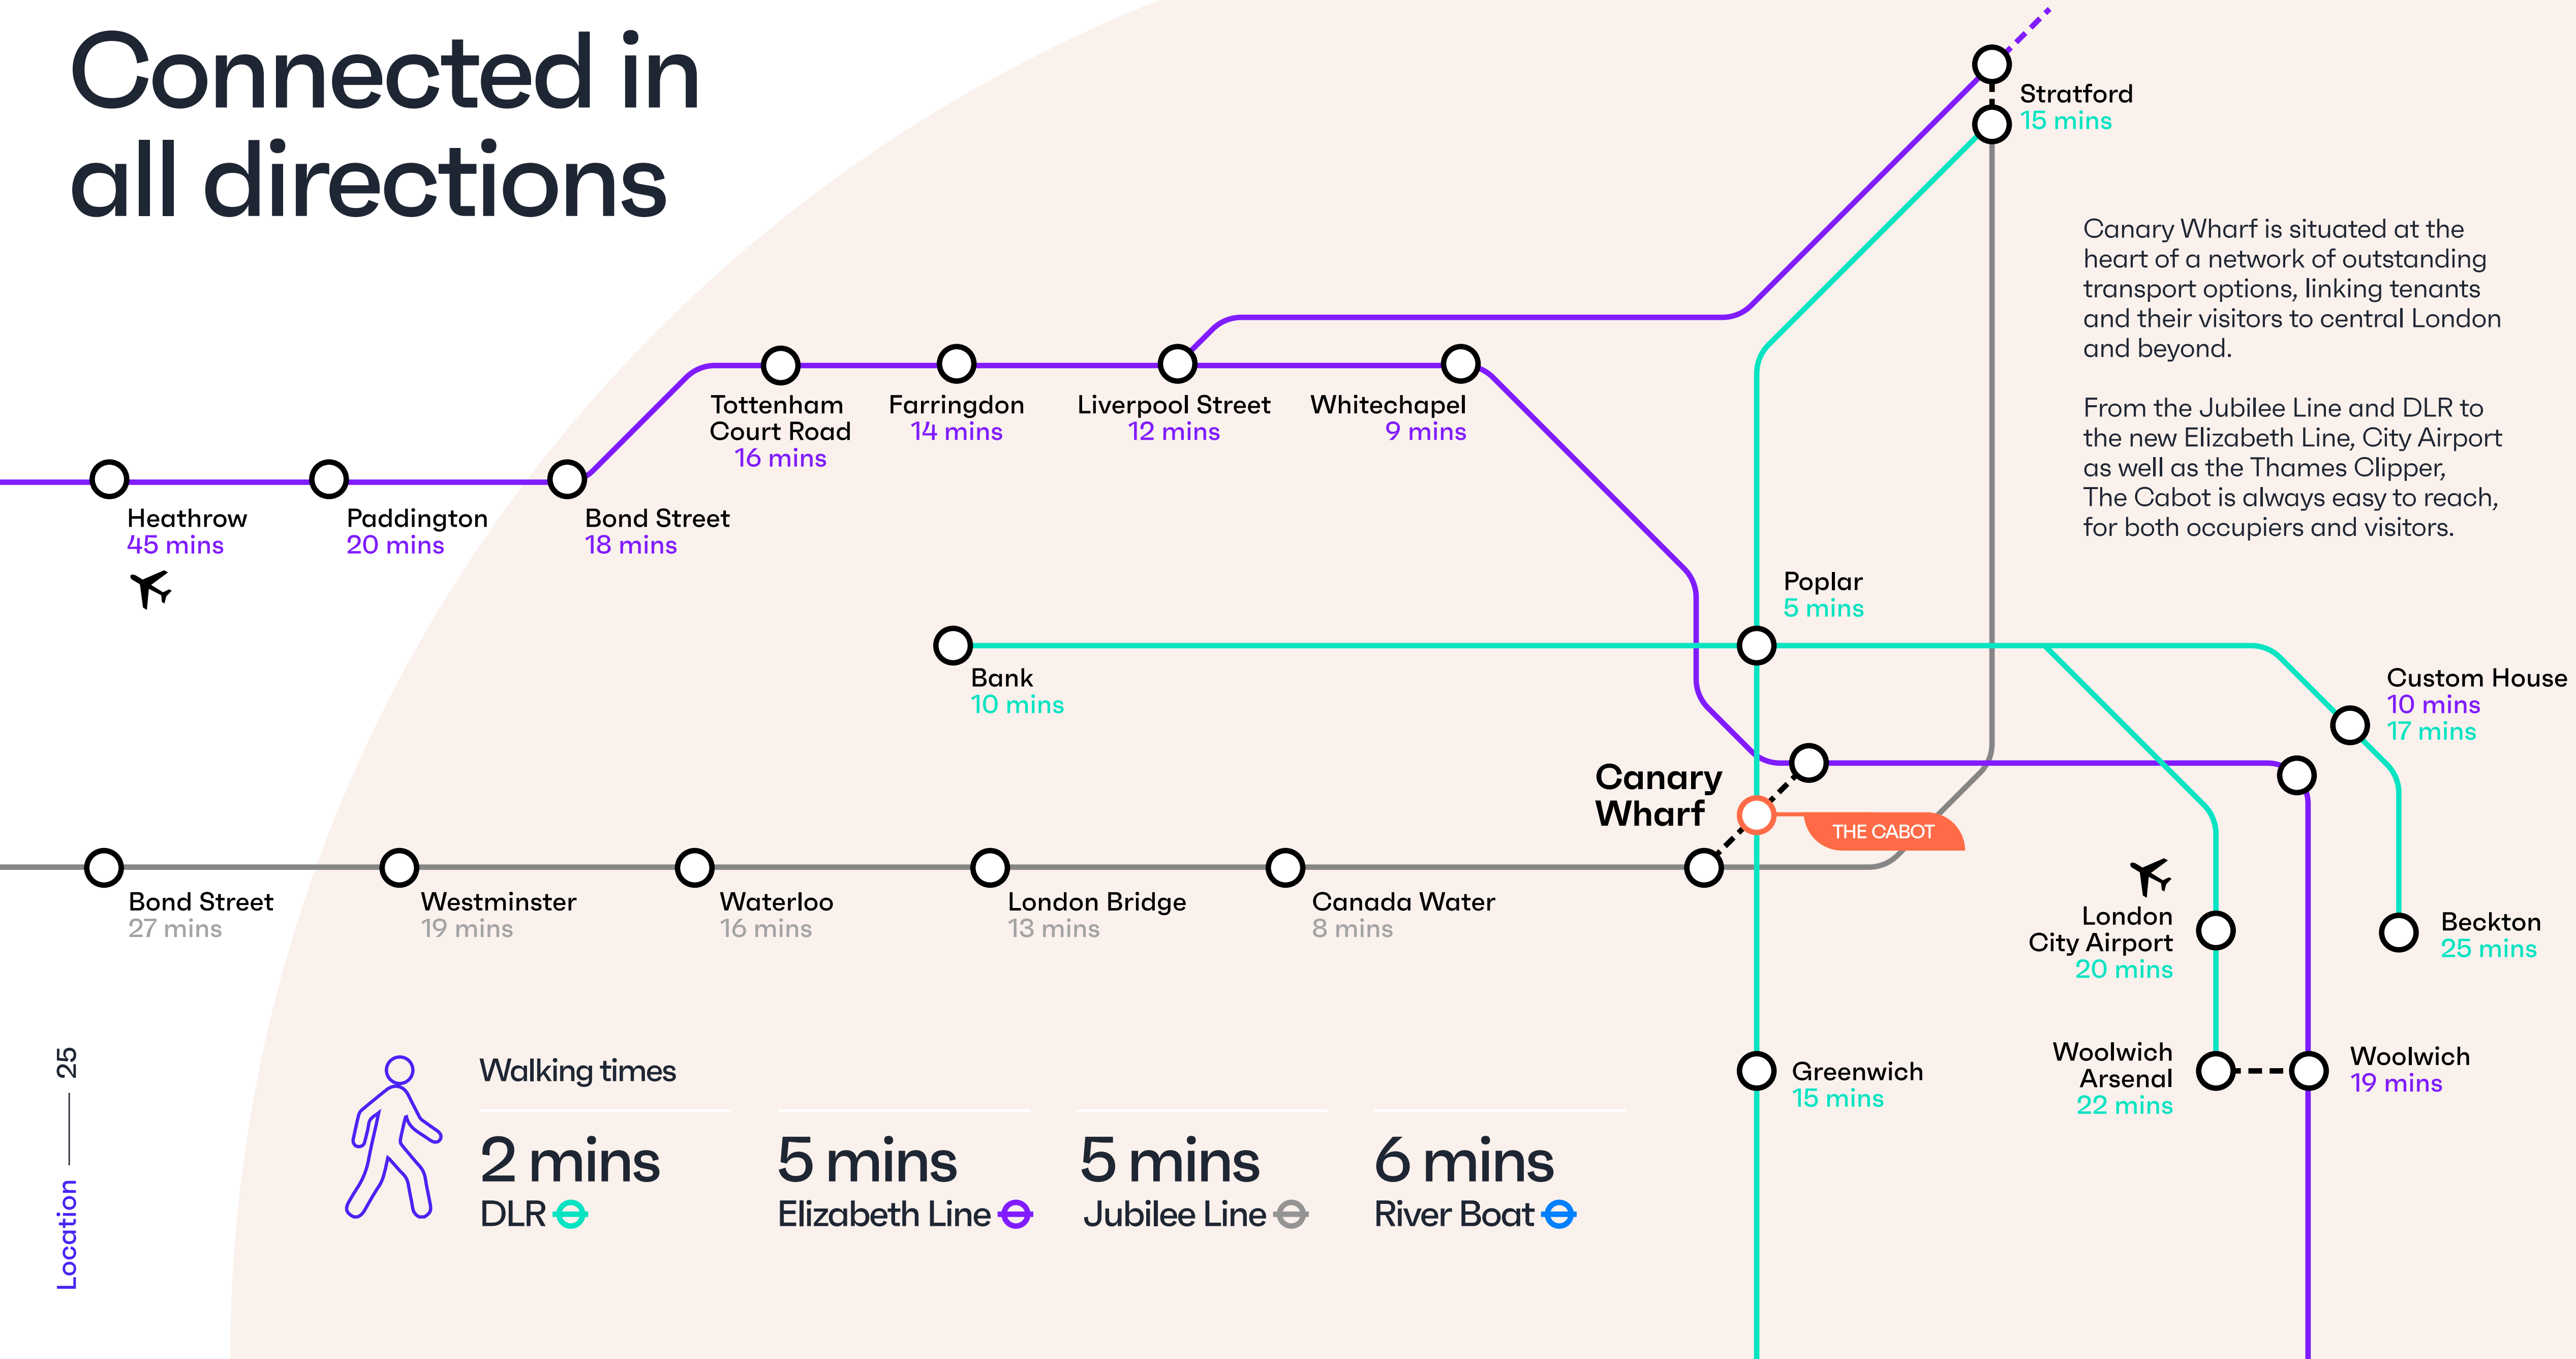 Connected in
all directions
Stratford
15 mins
Canary Wharf is situated at the
heart of a network of outstanding
transport options, linking tenants
and their visitors to central London
and beyond.
From the Jubilee Line and DLR to
the new Elizabeth Line, City Airport
as well as the Thames Clipper,
The Cabot is always easy to reach,
for both occupiers and visitors.
Tottenham
Court Road
16 mins
Farringdon
14 mins
Liverpool Street
12 mins
Whitechapel
9 mins
Heathrow
45 mins
Paddington
20 mins
Bond Street
18 mins
Poplar
5 mins
Bank
10 mins
Custom House
10 mins
17 mins
Canary
Wharf
THE CABOT
Bond Street
27 mins
Westminster
19 mins
Waterloo
16 mins
London Bridge
13 mins
Canada Water
8 mins
London
City Airport
20 mins
Beckton
25 mins
Greenwich
15 mins
Woolwich
Arsenal
22 mins
Woolwich
19 mins
Walking times
2 mins
DLR
5 mins
Elizabeth Line
5 mins
Jubilee Line
6 mins
River Boat
Location 25